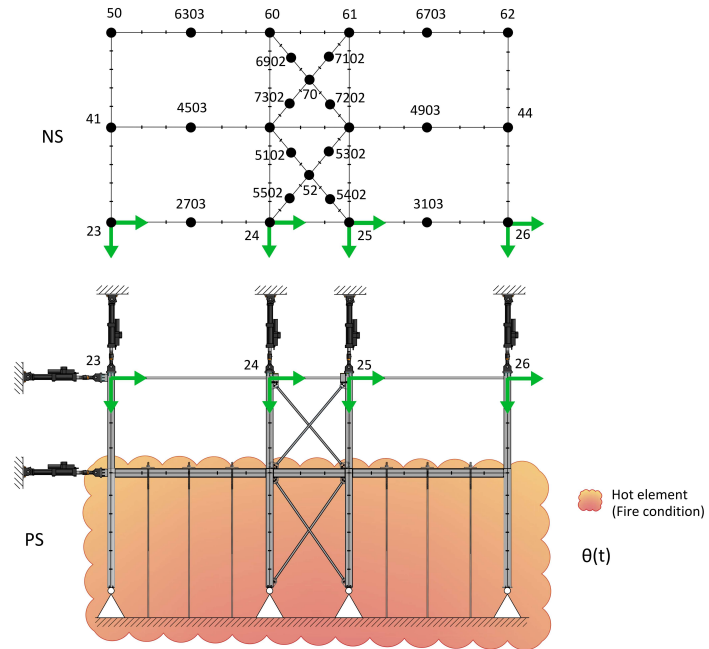 50 6303 60 61 6703 62
6902 7102
70
7302 7202
41 4503 4903 44
NS
5102 5302
52
5502 5402
2703 3103
23 24 25 26
23 24 25 26
Hot element
(Fire condition)
PS
θ(t)